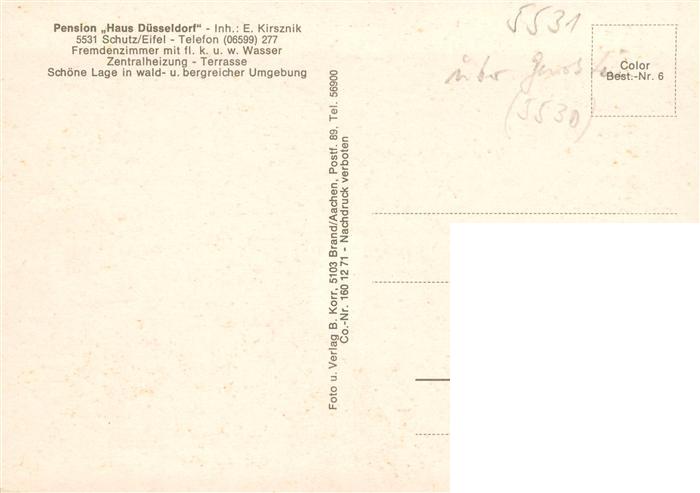 Pension „Haus Düsseldorf“ - Inh.: E. Kirsznik
5531 Schutz/Eifel - Telefon (06599) 277
Fremdenzimmer mit fl. k. u. w. Wasser
Zentralheizung - Terrasse
Schöne Lage in wald- u. bergreicher Umgebung
Foto u. Verlag B. Korr, 5103 Brand/Aachen, Postf. 89. Tel. 56900
Co.-Nr. 160 12 71 - Nachdruck verboten
5531
über
(5530)
Color
Best.-Nr. 6